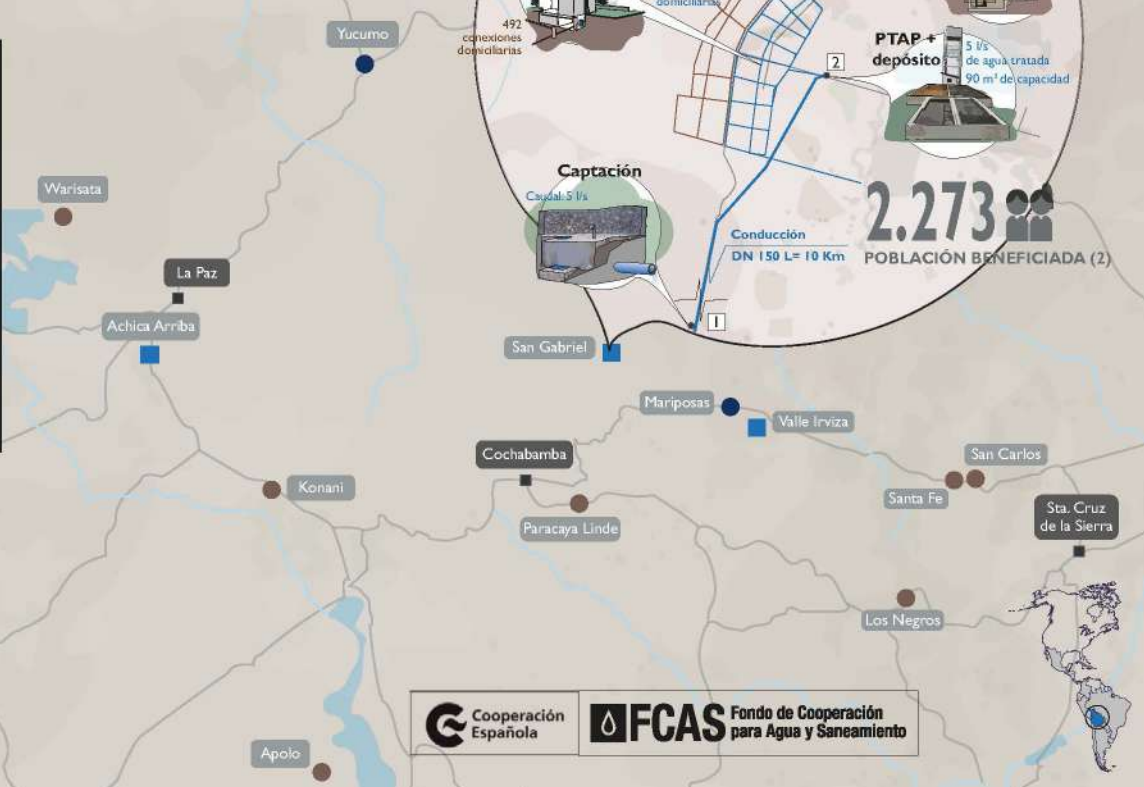 domiciliarias
492
conexiones
domiciliarias
Yucumo
PTAP +
depósito
5 l/s
de agua tratada
90 m³ de capacidad
2
Captación
Caudal: 5 l/s
Warisata
2.273
POBLACIÓN BENEFICIADA (2)
Conducción
DN 150 L= 10 Km
La Paz
Achica Arriba
1
San Gabriel
Mariposas
Valle Irviza
Cochabamba
San Carlos
Konani
Santa Fe
Paracaya Linde
Sta. Cruz
de la Sierra
Los Negros
Cooperación
Española
FCAS
Fondo de Cooperación
para Agua y Saneamiento
Apolo